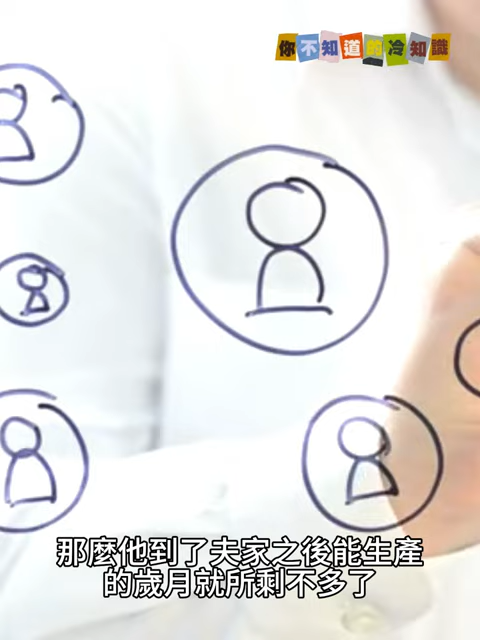 你不知道的冷知識
那麼他到了夫家之後能生產
的歲月就所剩不多了